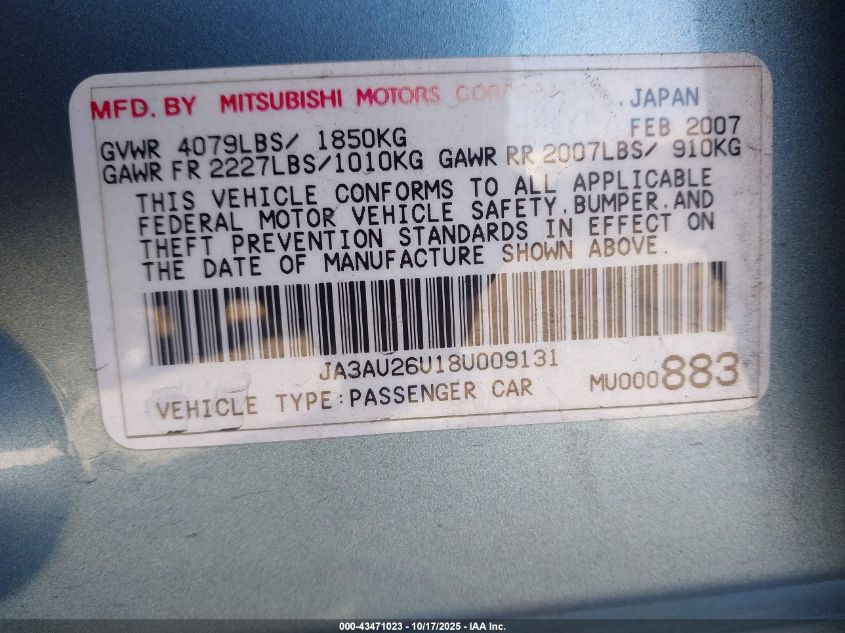 MFD. BY MITSUBISHI MOTORS JAPAN
FEB 2007
GVWR 4079LBS/ 1850KG
GAWR FR 2227LBS/1010KG GAWR RR 2007LBS/ 910KG
THIS VEHICLE CONFORMS TO ALL APPLICABLE
FEDERAL MOTOR VEHICLE SAFETY,BUMPER,AND
THEFT PREVENTION STANDARDS IN EFFECT ON
THE DATE OF MANUFACTURE SHOWN ABOVE.
JA3AU26U18U009131
VEHICLE TYPE:PASSENGER CAR MU000883
000-43471023 - 10/17/2025 - IAA Inc.